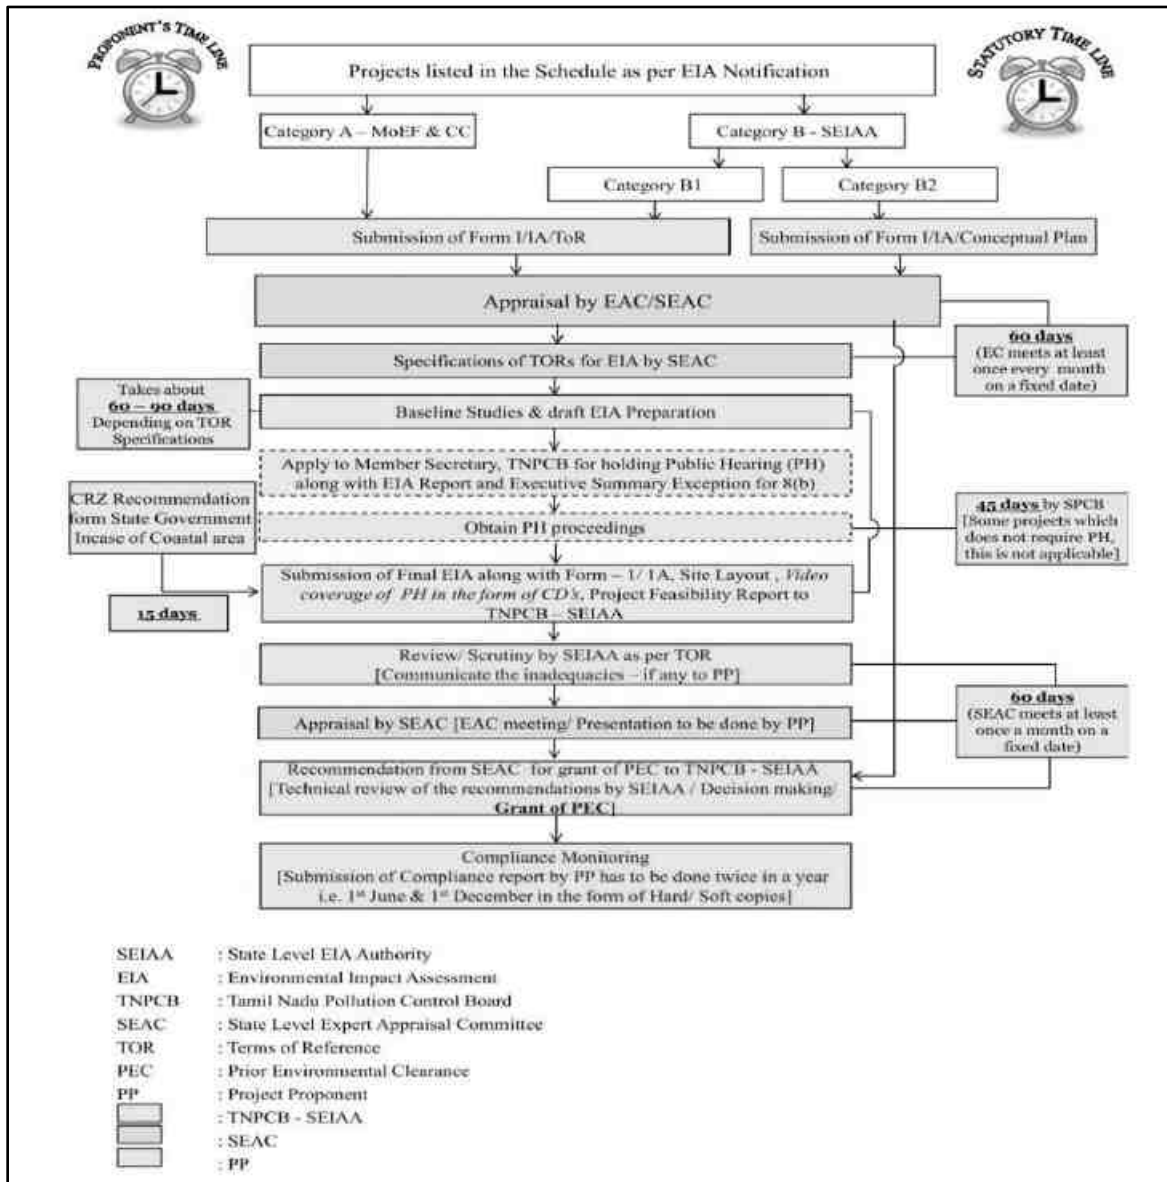 PROPONENT'S TIME LINE
STATUTORY TIME LINE
Projects listed in the Schedule as per EIA Notification
Category A – MoEF & CC
Category B - SEIAA
Category B1
Category B2
Submission of Form I/IA/ToR
Submission of Form I/IA/Conceptual Plan
Appraisal by EAC/SEAC
60 days
(EC meets at least
once every month
on a fixed date)
Specifications of TORs for EIA by SEAC
Takes about
60 – 90 days
Depending on TOR
Specifications
Baseline Studies & draft EIA Preparation
Apply to Member Secretary, TNPCB for holding Public Hearing (PH)
along with EIA Report and Executive Summary Exception for 8(b)
CRZ Recommendation
form State Government
Incase of Coastal area
Obtain PH proceedings
45 days by SPCB
[Some projects which
does not require PH,
this is not applicable]
15 days
Submission of Final EIA along with Form – 1/ 1A, Site Layout , Video
coverage of PH in the form of CD's, Project Feasibility Report to
TNPCB – SEIAA
Review/ Scrutiny by SEIAA as per TOR
[Communicate the inadequacies – if any to PP]
60 days
(SEAC meets at least
once a month on a
fixed date)
Appraisal by SEAC [EAC meeting/ Presentation to be done by PP]
Recommendation from SEAC for grant of PEC to TNPCB - SEIAA
[Technical review of the recommendations by SEIAA / Decision making/
Grant of PEC]
Compliance Monitoring
[Submission of Compliance report by PP has to be done twice in a year
i.e. 1st June & 1st December in the form of Hard/ Soft copies]
SEIAA : State Level EIA Authority
EIA : Environmental Impact Assessment
TNPCB : Tamil Nadu Pollution Control Board
SEAC : State Level Expert Appraisal Committee
TOR : Terms of Reference
PEC : Prior Environmental Clearance
PP : Project Proponent
: TNPCB - SEIAA
: SEAC
: PP